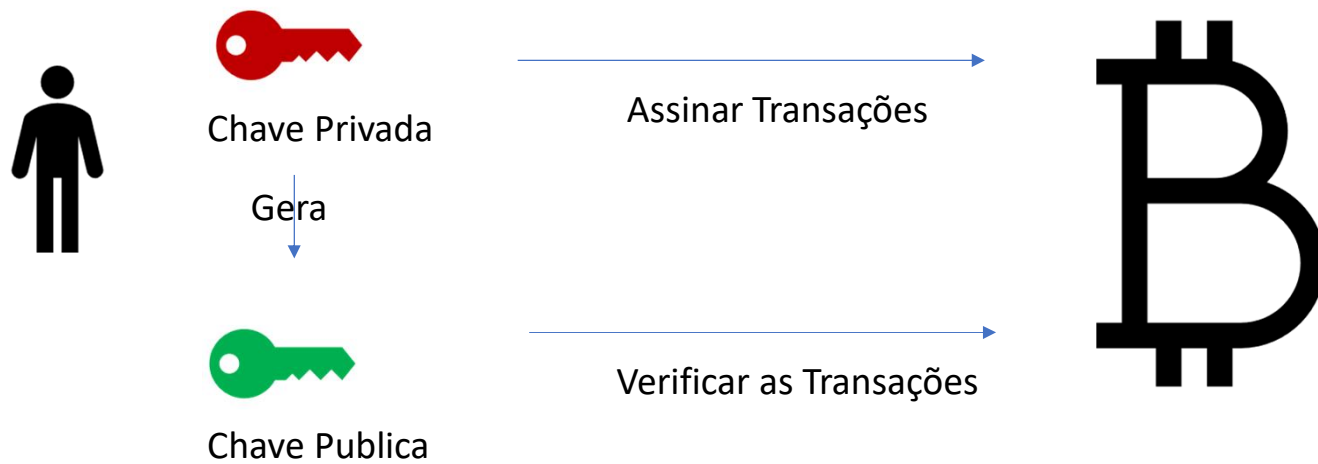 Chave Privada
Assinar Transações
Gera
Verificar as Transações
Chave Publica